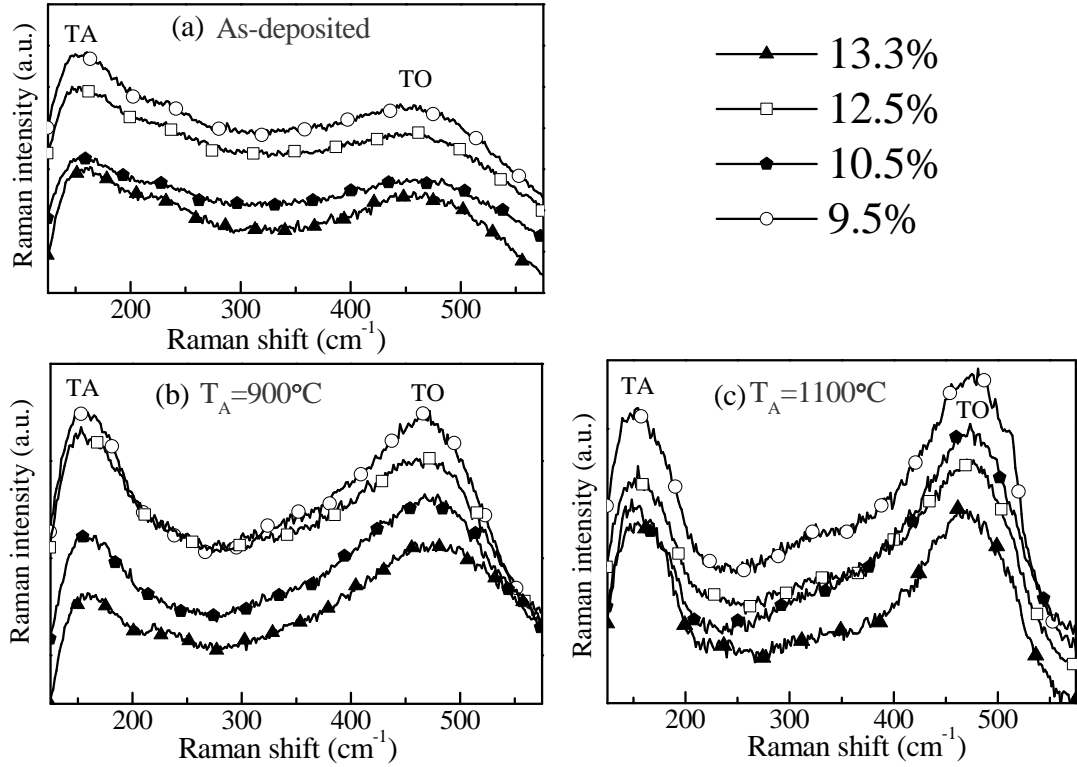 (a) As-deposited
TA
TO
Raman intensity (a.u.)
200 300 400 500
Raman shift (cm⁻¹)
13.3%
12.5%
10.5%
9.5%
(b) T_A=900°C
TA
TO
Raman intensity (a.u.)
200 300 400 500
Raman shift (cm⁻¹)
(c) T_A=1100°C
TA
TO
Raman intensity (a.u.)
200 300 400 500
Raman shift (cm⁻¹)